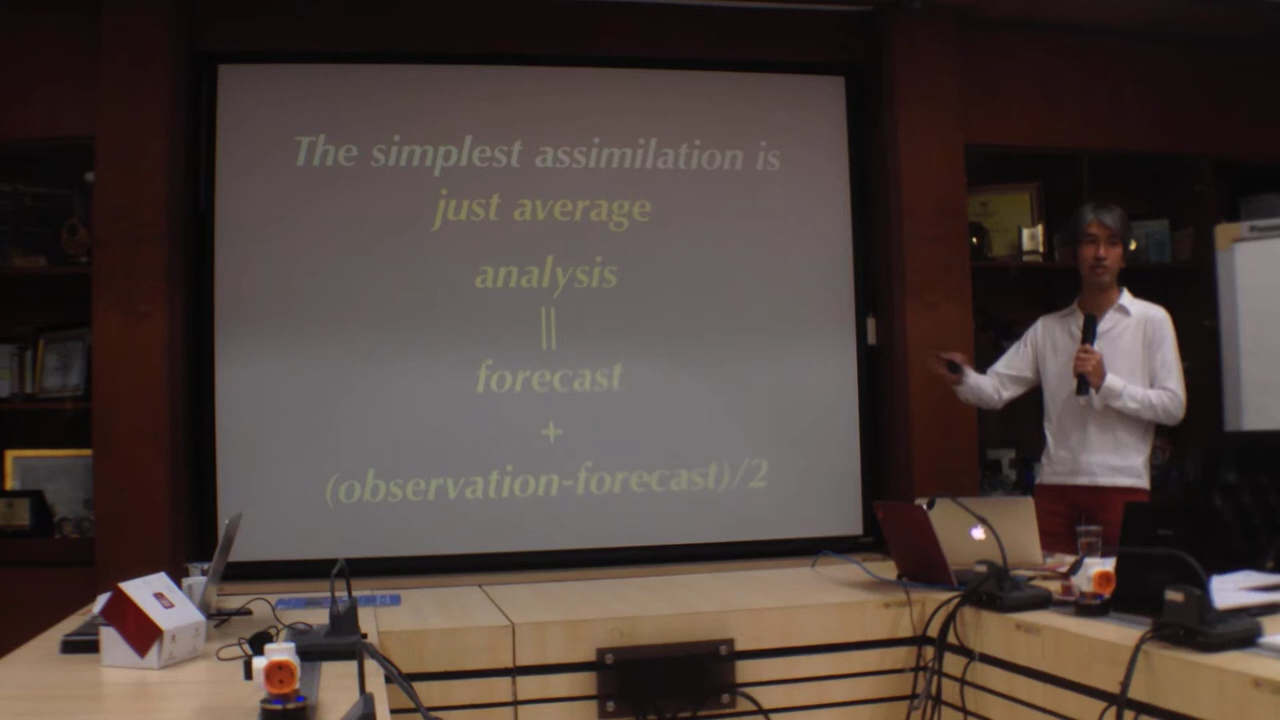 The simplest assimilation is
just average
analysis
||
forecast
+
(observation-forecast)/2